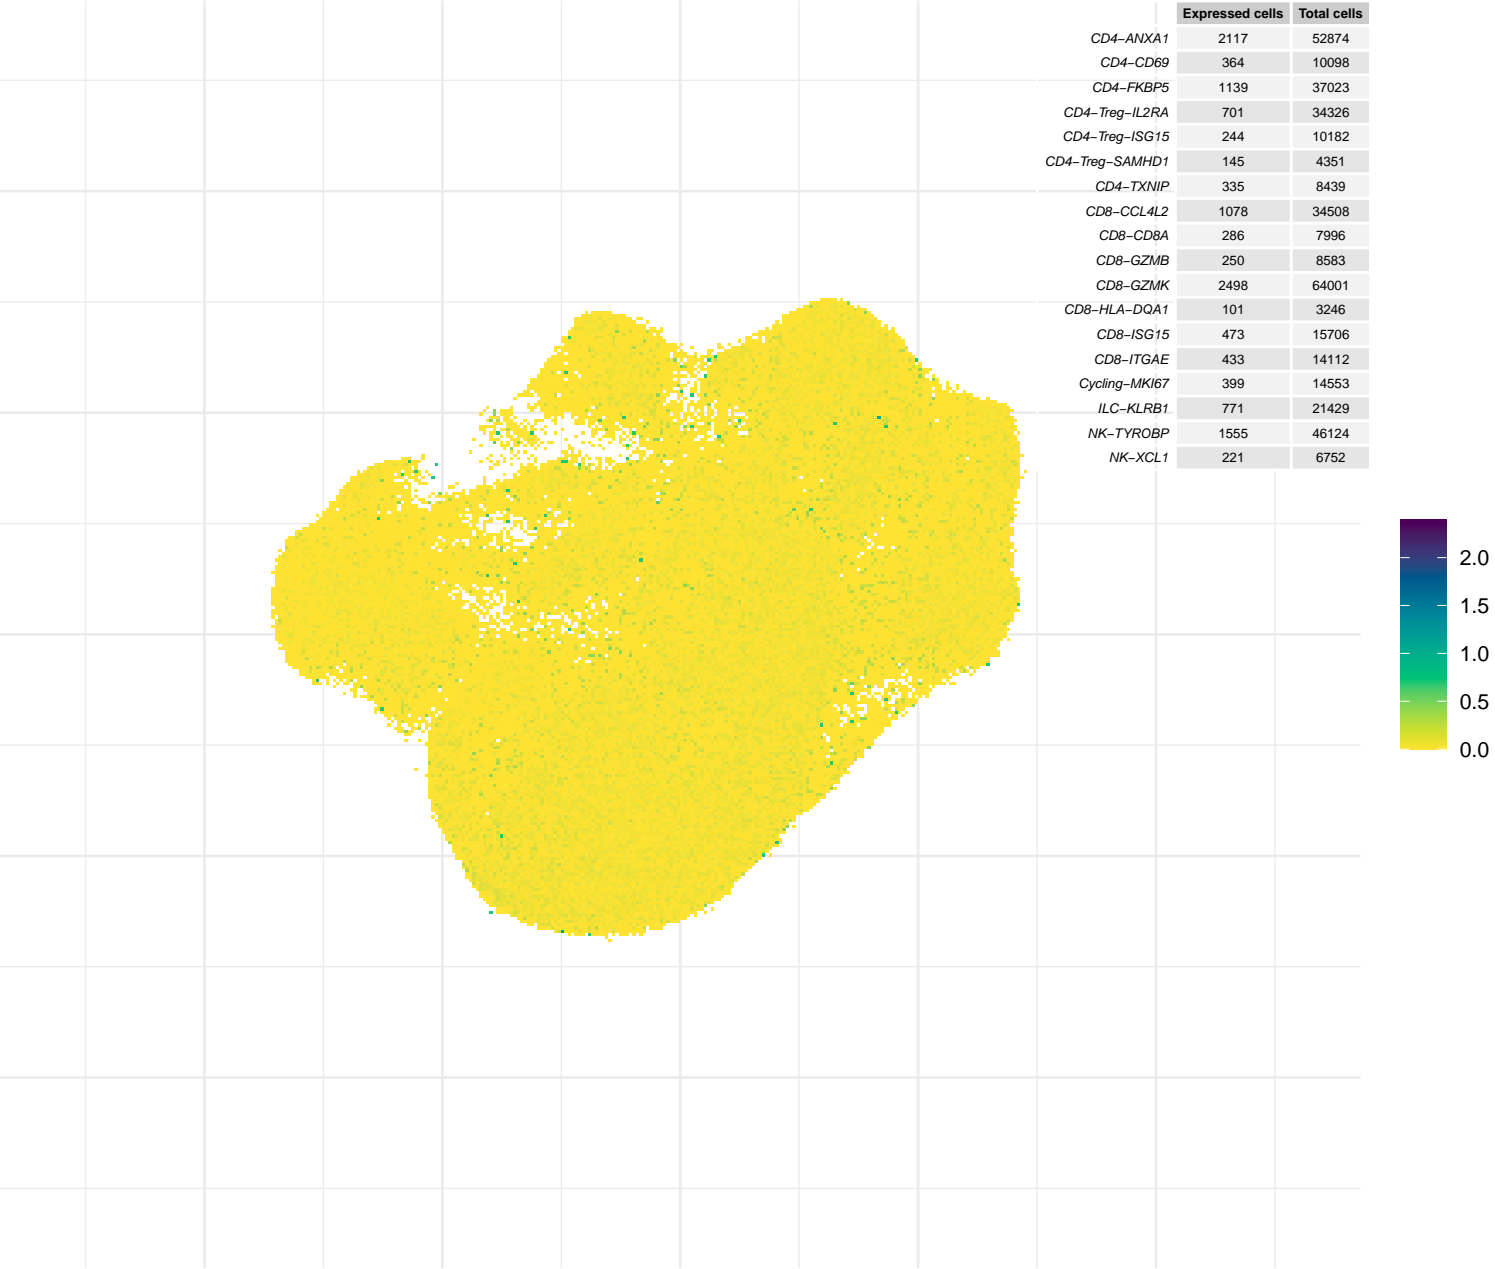 Expressed cells Total cells
CD4−ANXA1 2117 52874
CD4−CD69 364 10098
CD4−FKBP5 1139 37023
CD4−Treg−IL2RA 701 34326
CD4−Treg−ISG15 244 10182
CD4−Treg−SAMHD1 145 4351
CD4−TXNIP 335 8439
CD8−CCL4L2 1078 34508
CD8−CD8A 286 7996
CD8−GZMB 250 8583
CD8−GZMK 2498 64001
CD8−HLA−DQA1 101 3246
CD8−ISG15 473 15706
CD8−ITGAE 433 14112
Cycling−MKI67 399 14553
ILC−KLRB1 771 21429
NK−TYROBP 1555 46124
NK−XCL1 221 6752
2.0
1.5
1.0
0.5
0.0